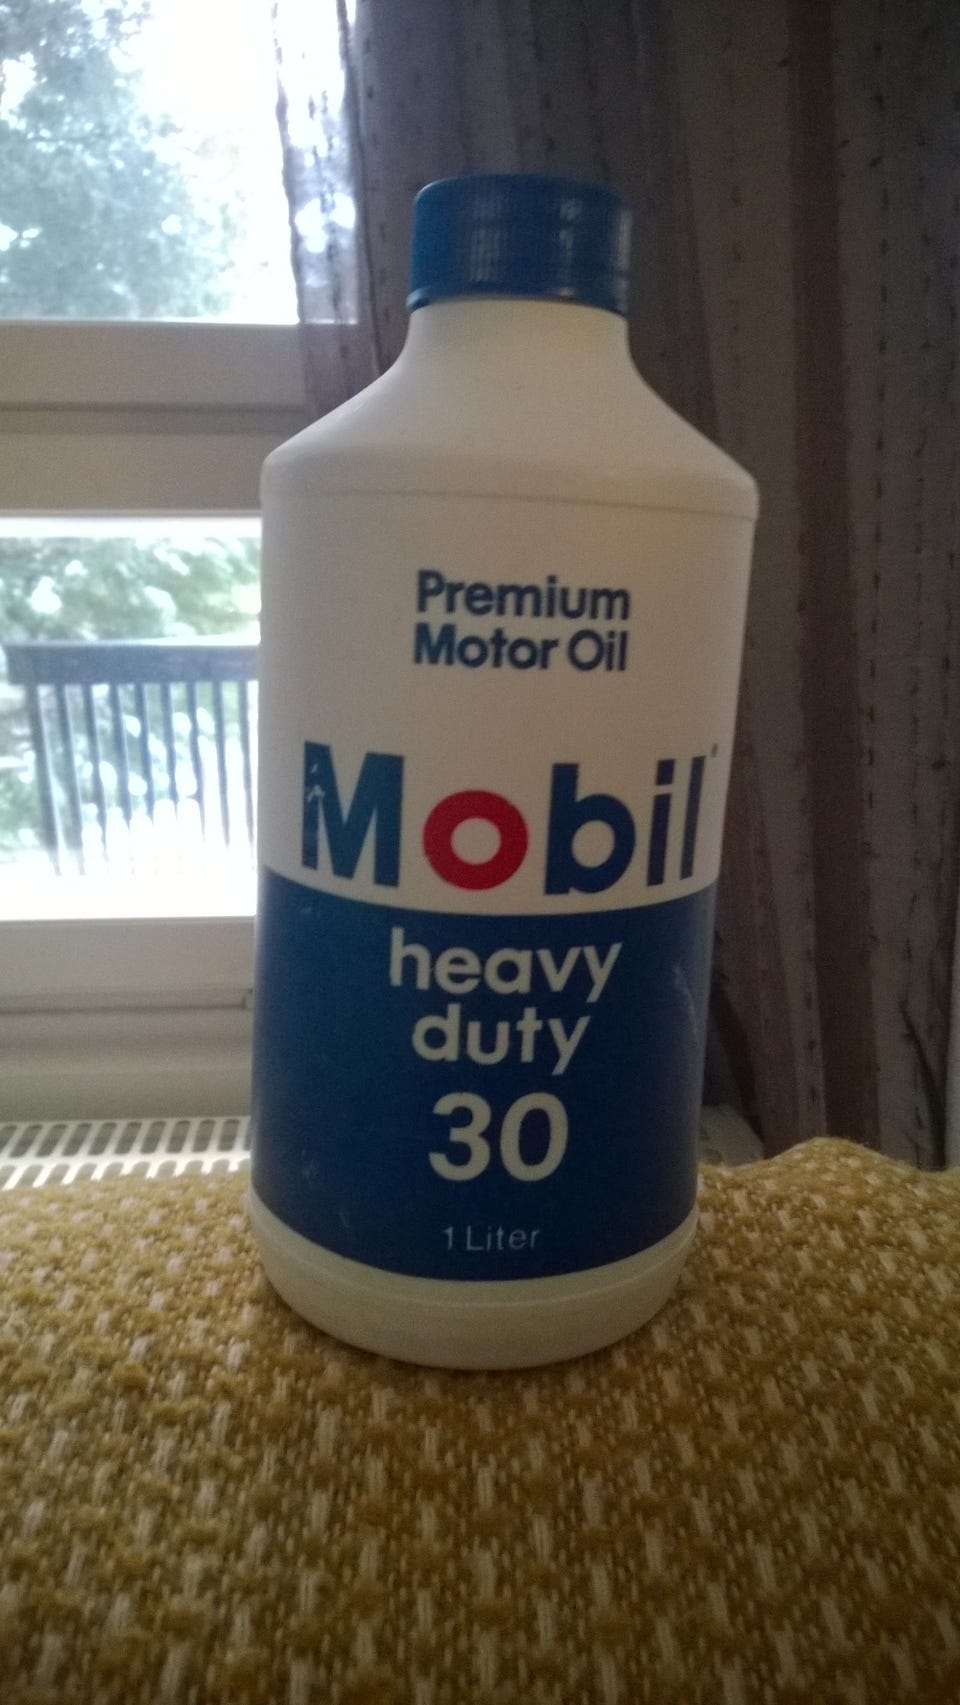 Premium
Motor Oil
Mobil
heavy
duty
30
1 Liter